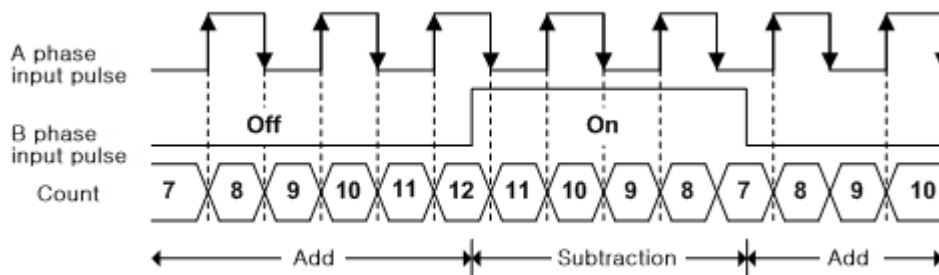 A phase
input pulse
Off
On
B phase
input pulse
Count
7 8 9 10 11 12 11 10 9 8 7 8 9 10
Add Subtraction Add